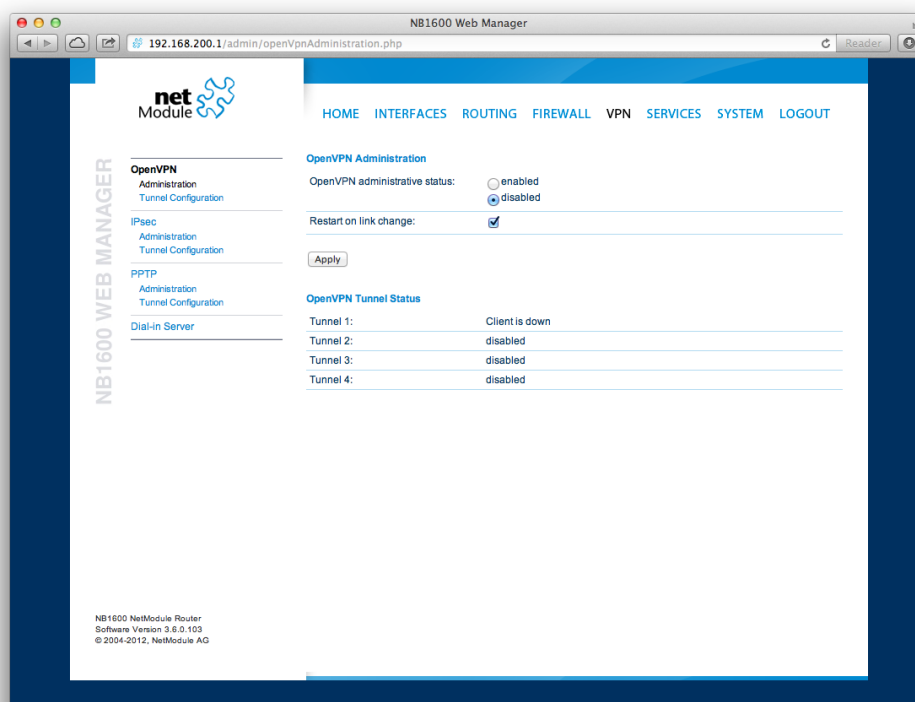 NB1600 Web Manager
192.168.200.1/admin/openVpnAdministration.php
Reader
net
Module
HOME INTERFACES ROUTING FIREWALL VPN SERVICES SYSTEM LOGOUT
NB1600 WEB MANAGER
OpenVPN
Administration
Tunnel Configuration
IPsec
Administration
Tunnel Configuration
PPTP
Administration
Tunnel Configuration
Dial-in Server
OpenVPN Administration
OpenVPN administrative status: enabled
disabled
Restart on link change:
Apply
OpenVPN Tunnel Status
Tunnel 1: Client is down
Tunnel 2: disabled
Tunnel 3: disabled
Tunnel 4: disabled
NB1600 NetModule Router
Software Version 3.6.0.103
© 2004-2012, NetModule AG